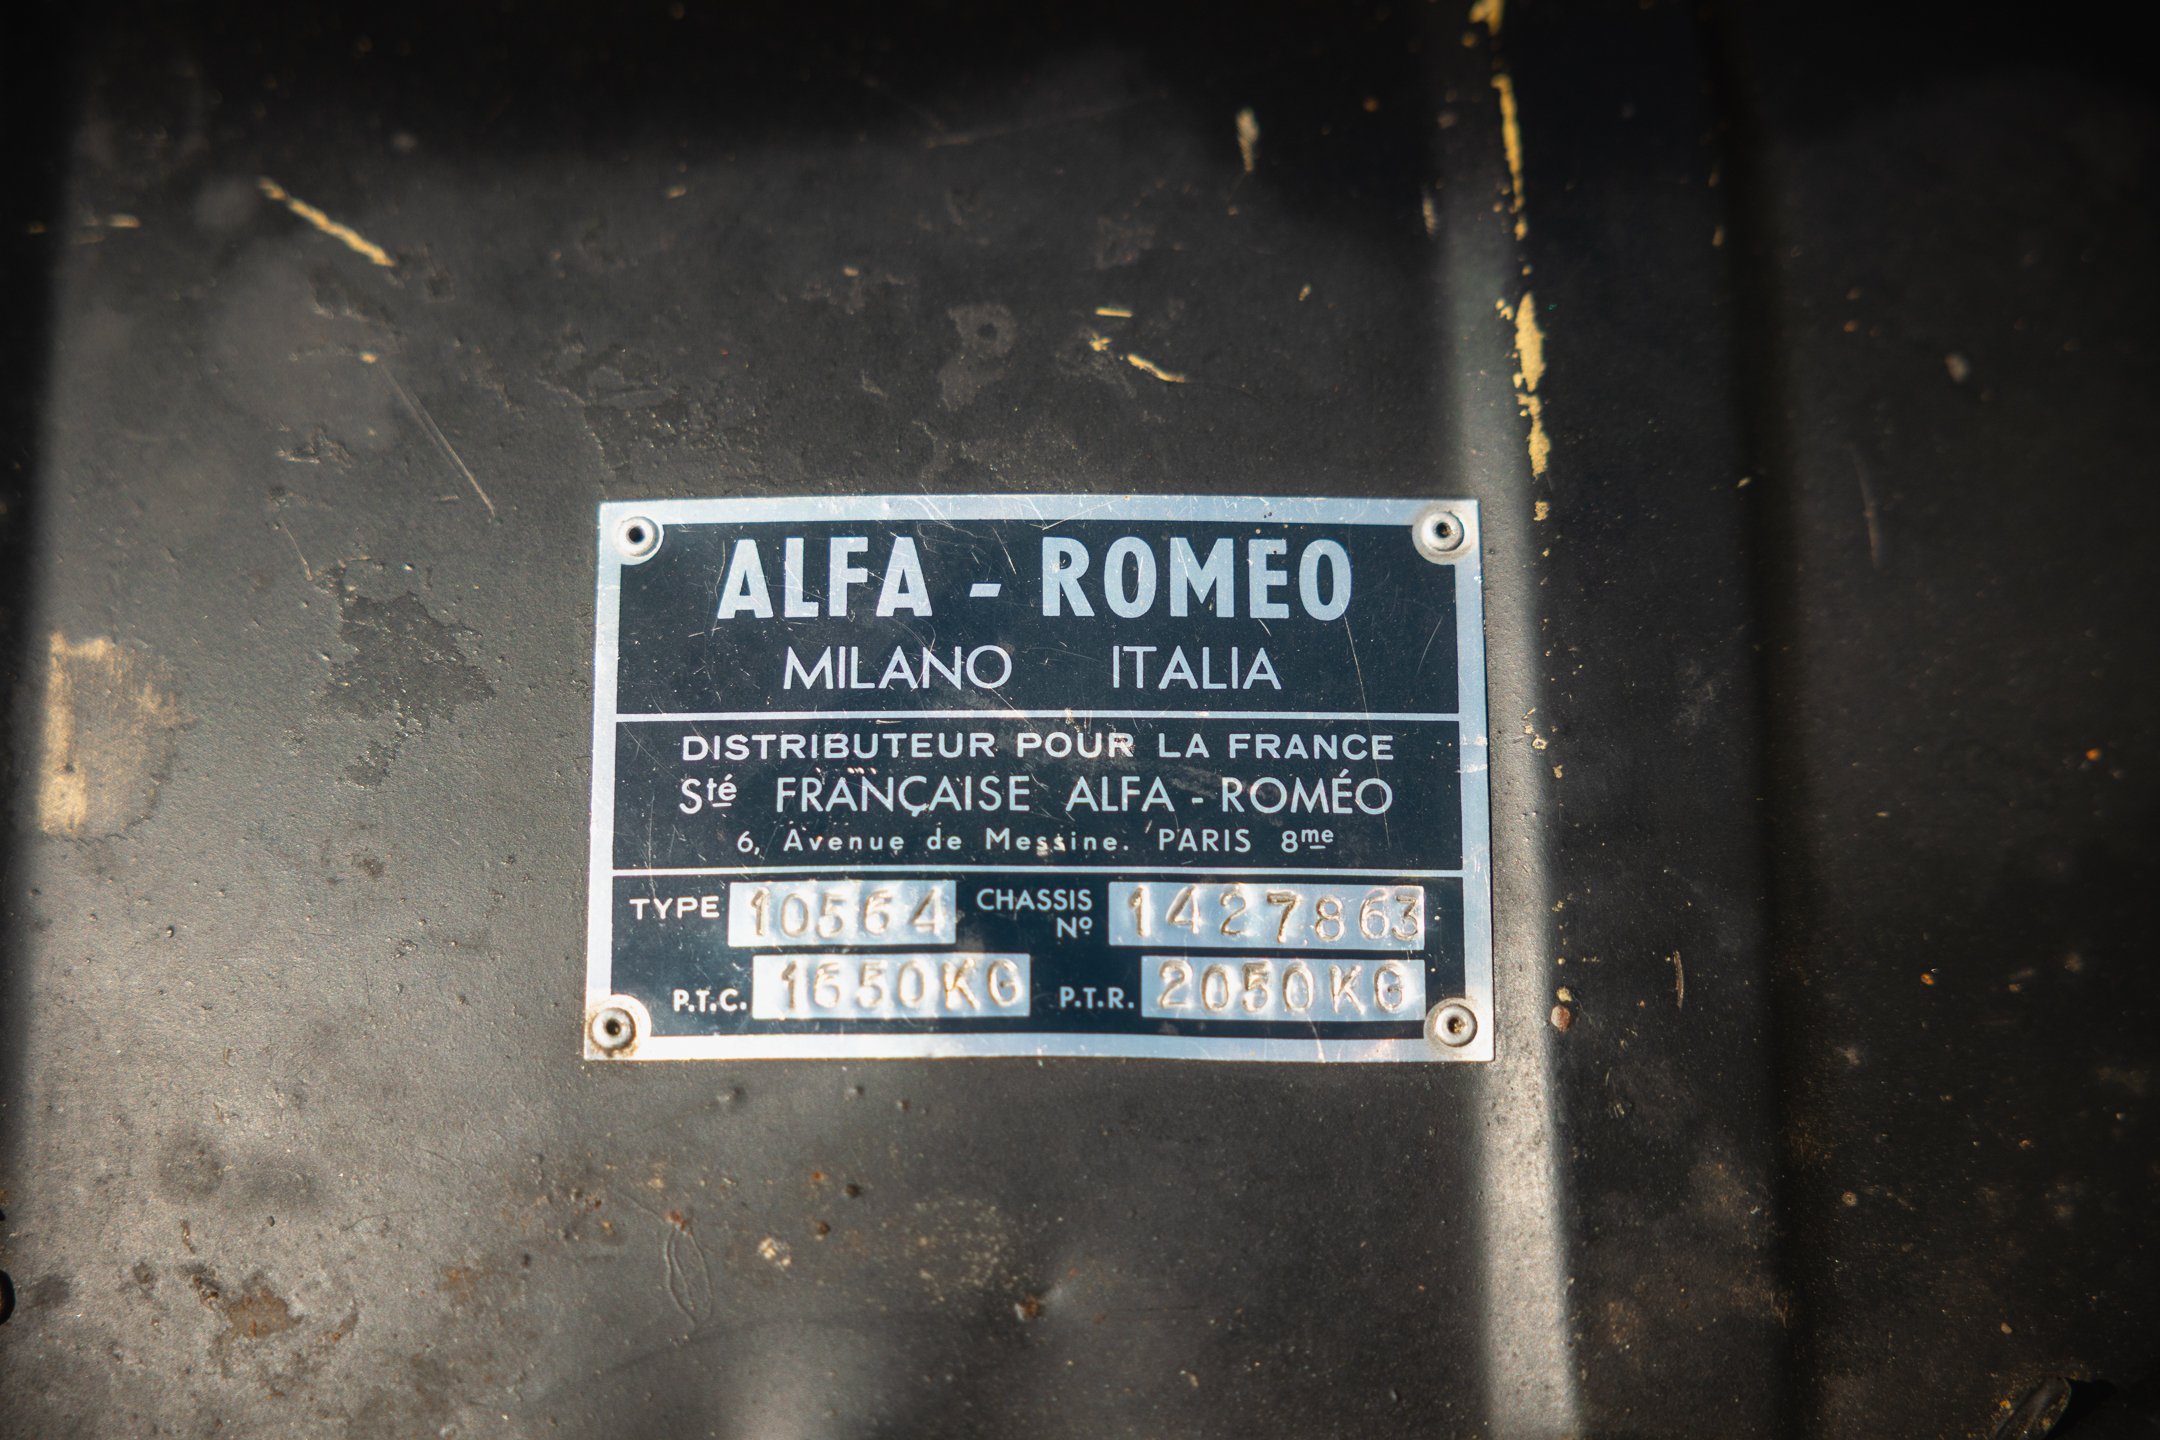 ALFA - ROMEO
MILANO ITALIA
DISTRIBUTEUR POUR LA FRANCE
Sté FRANÇAISE ALFA - ROMÉO
6, Avenue de Messine. PARIS 8me
TYPE 10564 CHASSIS Nº 1427863
P.T.C. 1650KG P.T.R. 2050KG